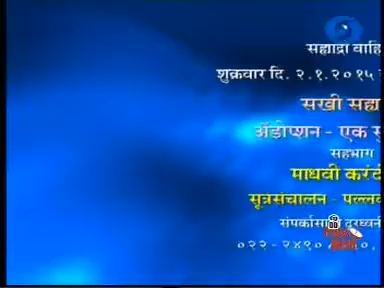 सह्याद्रा वाहि
शुक्रवार दि. २.१.२०१५
सखी सह्य
ॲडॉप्शन - एक सु
सहभाग
माधवी करंदी
सूत्रसंचालन - पल्लव
संपर्कासाठी दूरध्वनी
०२२ - २४९०